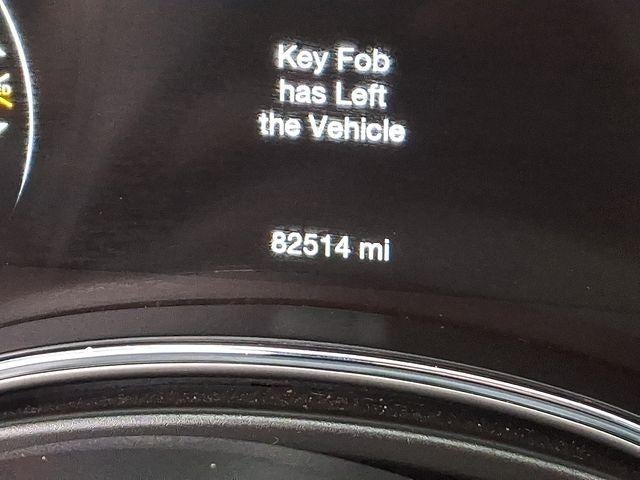 Key Fob
has Left
the Vehicle
82514 mi